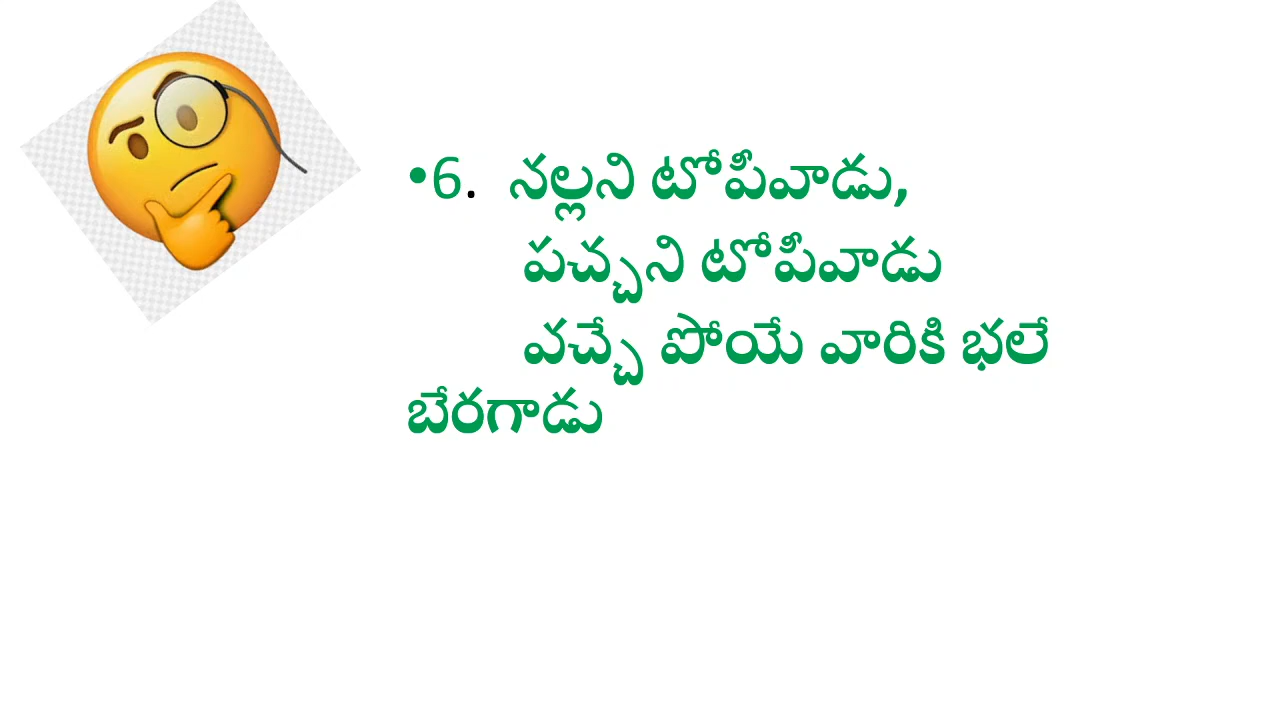 •6. నల్లని టోపీవాడు,
పచ్చని టోపీవాడు
వచ్చే పోయే వారికి భలే
బేరగాడు